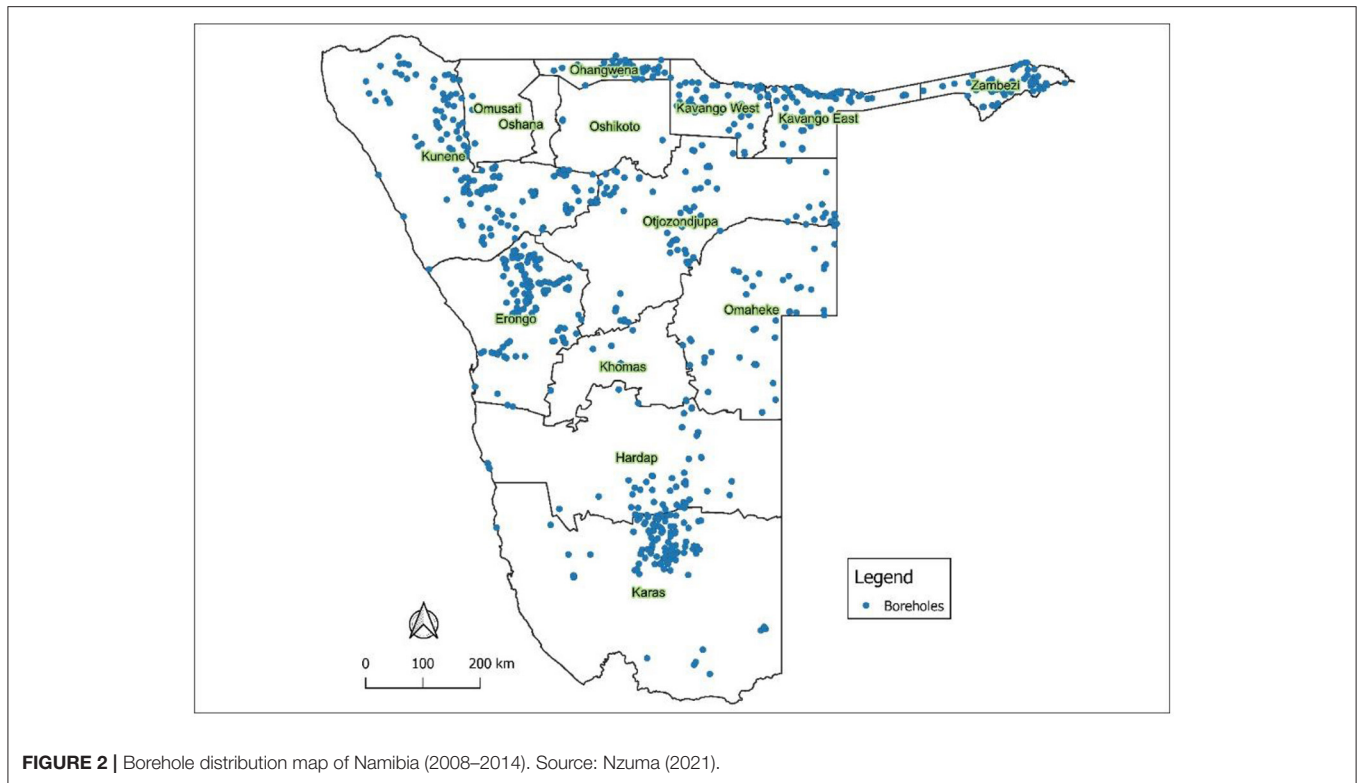 Ohangwena
Zambezi
Omusati
Kavango West
Kavango East
Oshana
Oshikoto
Kunene
Otjozondjupa
Omaheke
Erongo
Khomas
Hardap
Karas
Legend
Boreholes
0 100 200 km
FIGURE 2 | Borehole distribution map of Namibia (2008–2014). Source: Nzuma (2021).